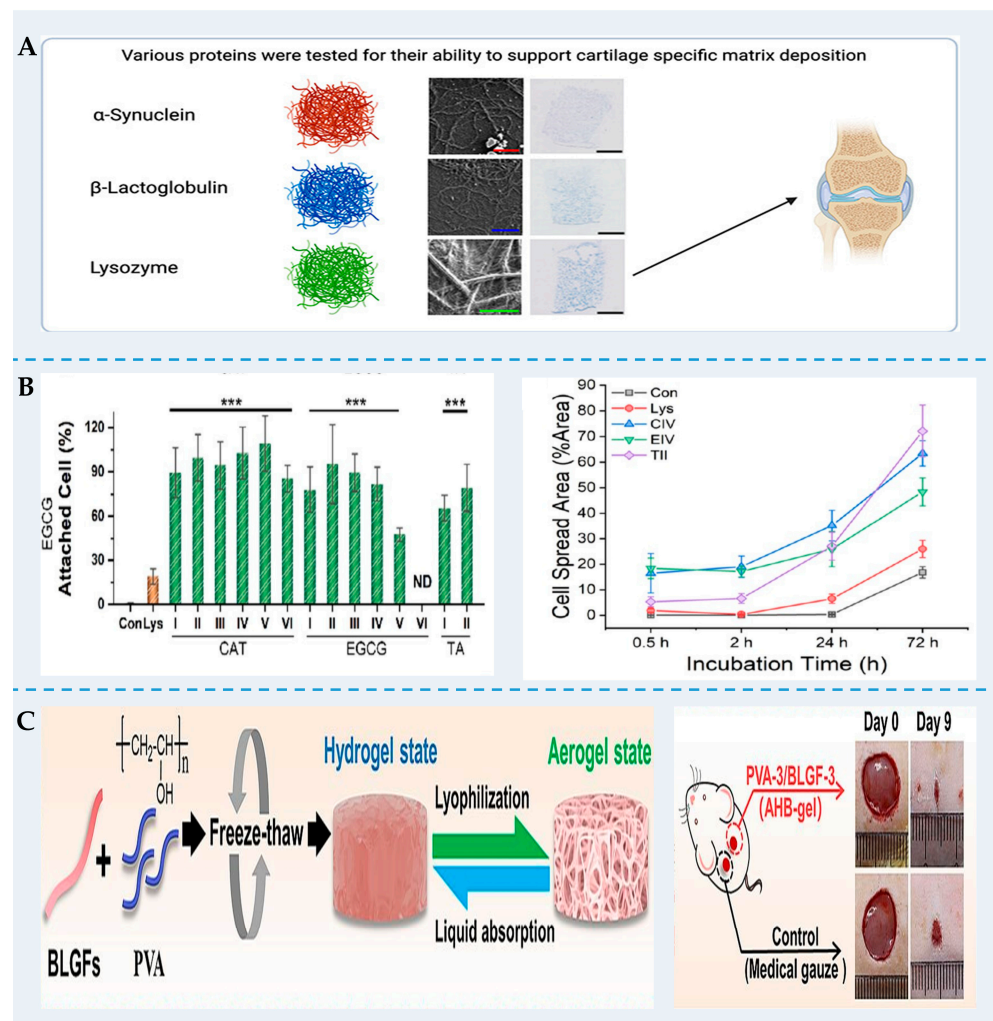 A
Various proteins were tested for their ability to support cartilage specific matrix deposition
α-Synuclein
β-Lactoglobulin
Lysozyme
B
EGCG
Attached Cell (%)
120
90
60
30
0
***
***
***
ND
Con Lys I II III IV V VI I II III IV V VI I II
CAT EGCG TA
Cell Spread Area (%Area)
90
80
70
60
50
40
30
20
10
0
Con
Lys
CIV
EIV
TII
0.5 h 2 h 24 h 72 h
Incubation Time (h)
C
CH2-CH
n
OH
BLGFs
+
PVA
Freeze-thaw
Hydrogel state
Lyophilization
Liquid absorption
Aerogel state
PVA-3/BLGF-3
(AHB-gel)
Control
(Medical gauze)
Day 0 Day 9